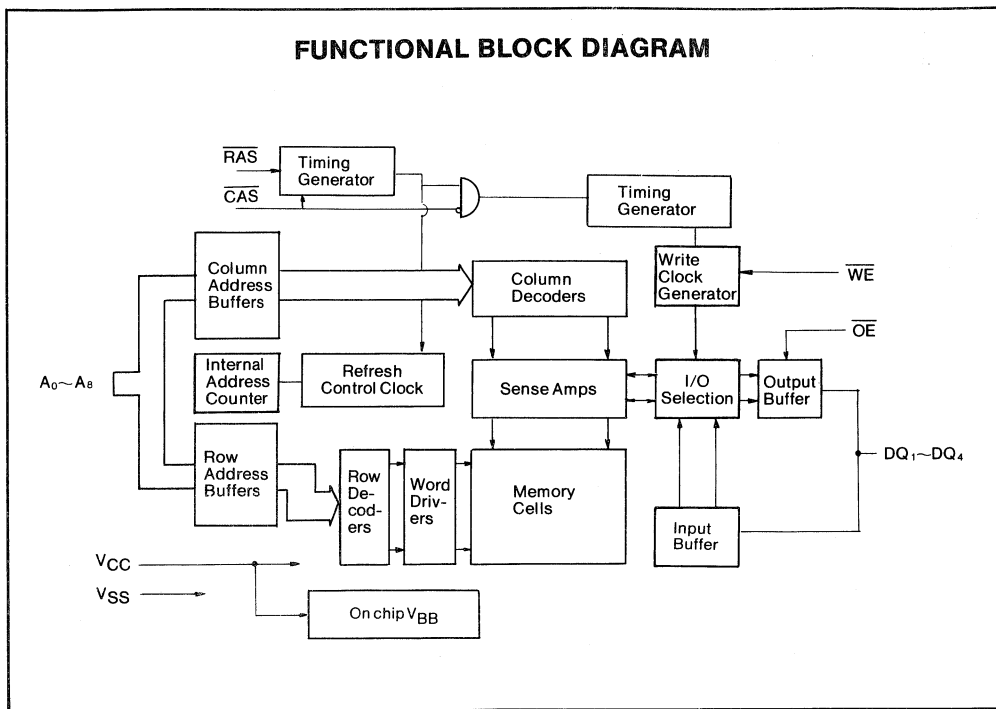 FUNCTIONAL BLOCK DIAGRAM
RAS
Timing
Generator
CAS
Timing
Generator
Column
Address
Buffers
Column
Decoders
Write
Clock
Generator
WE
OE
A₀~A₈
Internal
Address
Counter
Refresh
Control Clock
Sense Amps
I/O
Selection
Output
Buffer
Row
Address
Buffers
Row
De-
cod-
ers
Word
Driv-
ers
Memory
Cells
DQ₁~DQ₄
Input
Buffer
VCC
VSS
On chip VBB